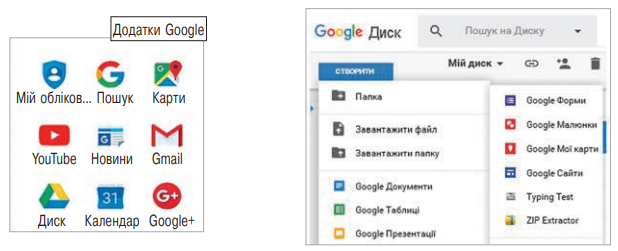 Додатки Google
Мій обліков... Пошук Карти
YouTube Новини Gmail
31
Диск Календар Google+
Google Диск Пошук на Диску
СТВОРИТИ Мій диск
Папка
Завантажити файл
Завантажити папку
Google Документи
Google Таблиці
Google Презентації
Google Форми
Google Малюнки
Google Мої карти
Google Сайти
Typing Test
ZIP Extractor